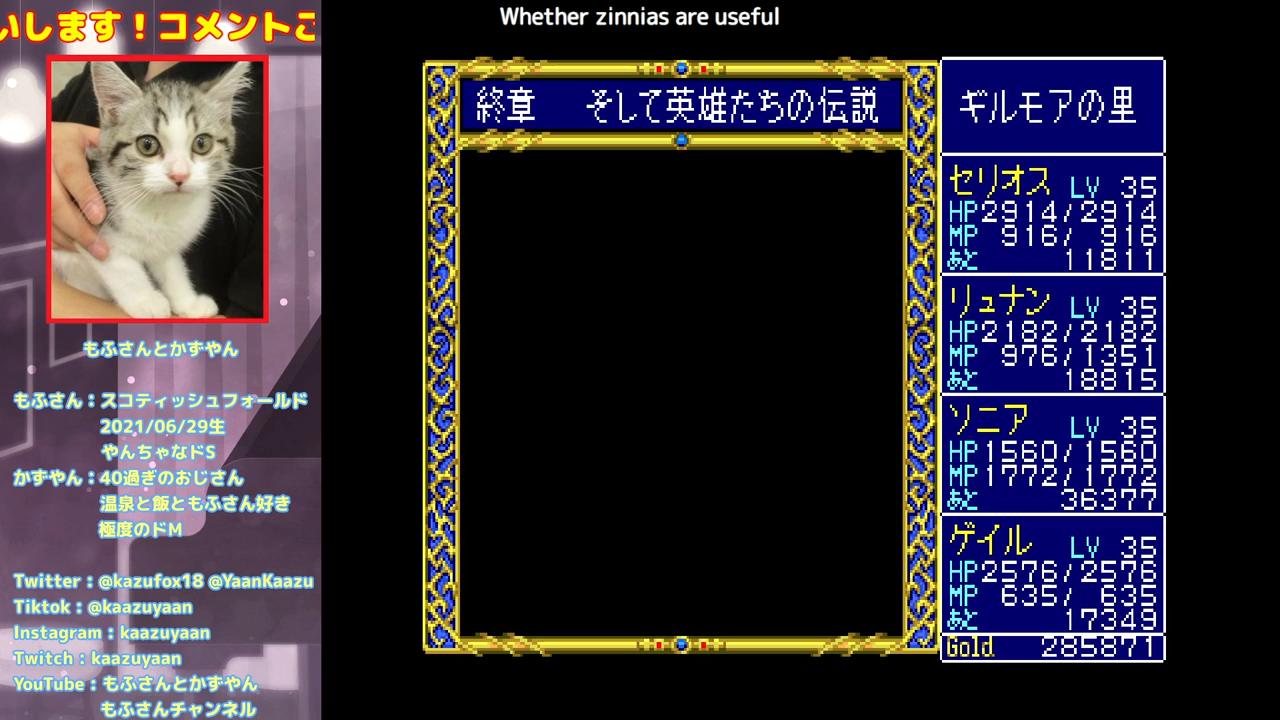 いします！コメントご
もふさんとかずやん
もふさん：スコティッシュフォールド
2021/06/29生
やんちゃなドS
かずやん：40過ぎのおじさん
温泉と飯ともふさん好き
極度のドM
Twitter：@kazufox18 @YaanKaazu
Tiktok：@kaazuyaan
Instagram：kaazuyaan
Twitch：kaazuyaan
YouTube：もふさんとかずやん
もふさんチャンネル
Whether zinnias are useful
終章　そして英雄たちの伝説
ギルモアの里
セリオス LV 35
HP2914/2914
MP 916/ 916
あと 11811
リュナン LV 35
HP2182/2182
MP 976/1351
あと 18815
ソニア LV 35
HP1560/1560
MP1772/1772
あと 36377
ゲイル LV 35
HP2576/2576
MP 635/ 635
あと 17349
Gold 285871